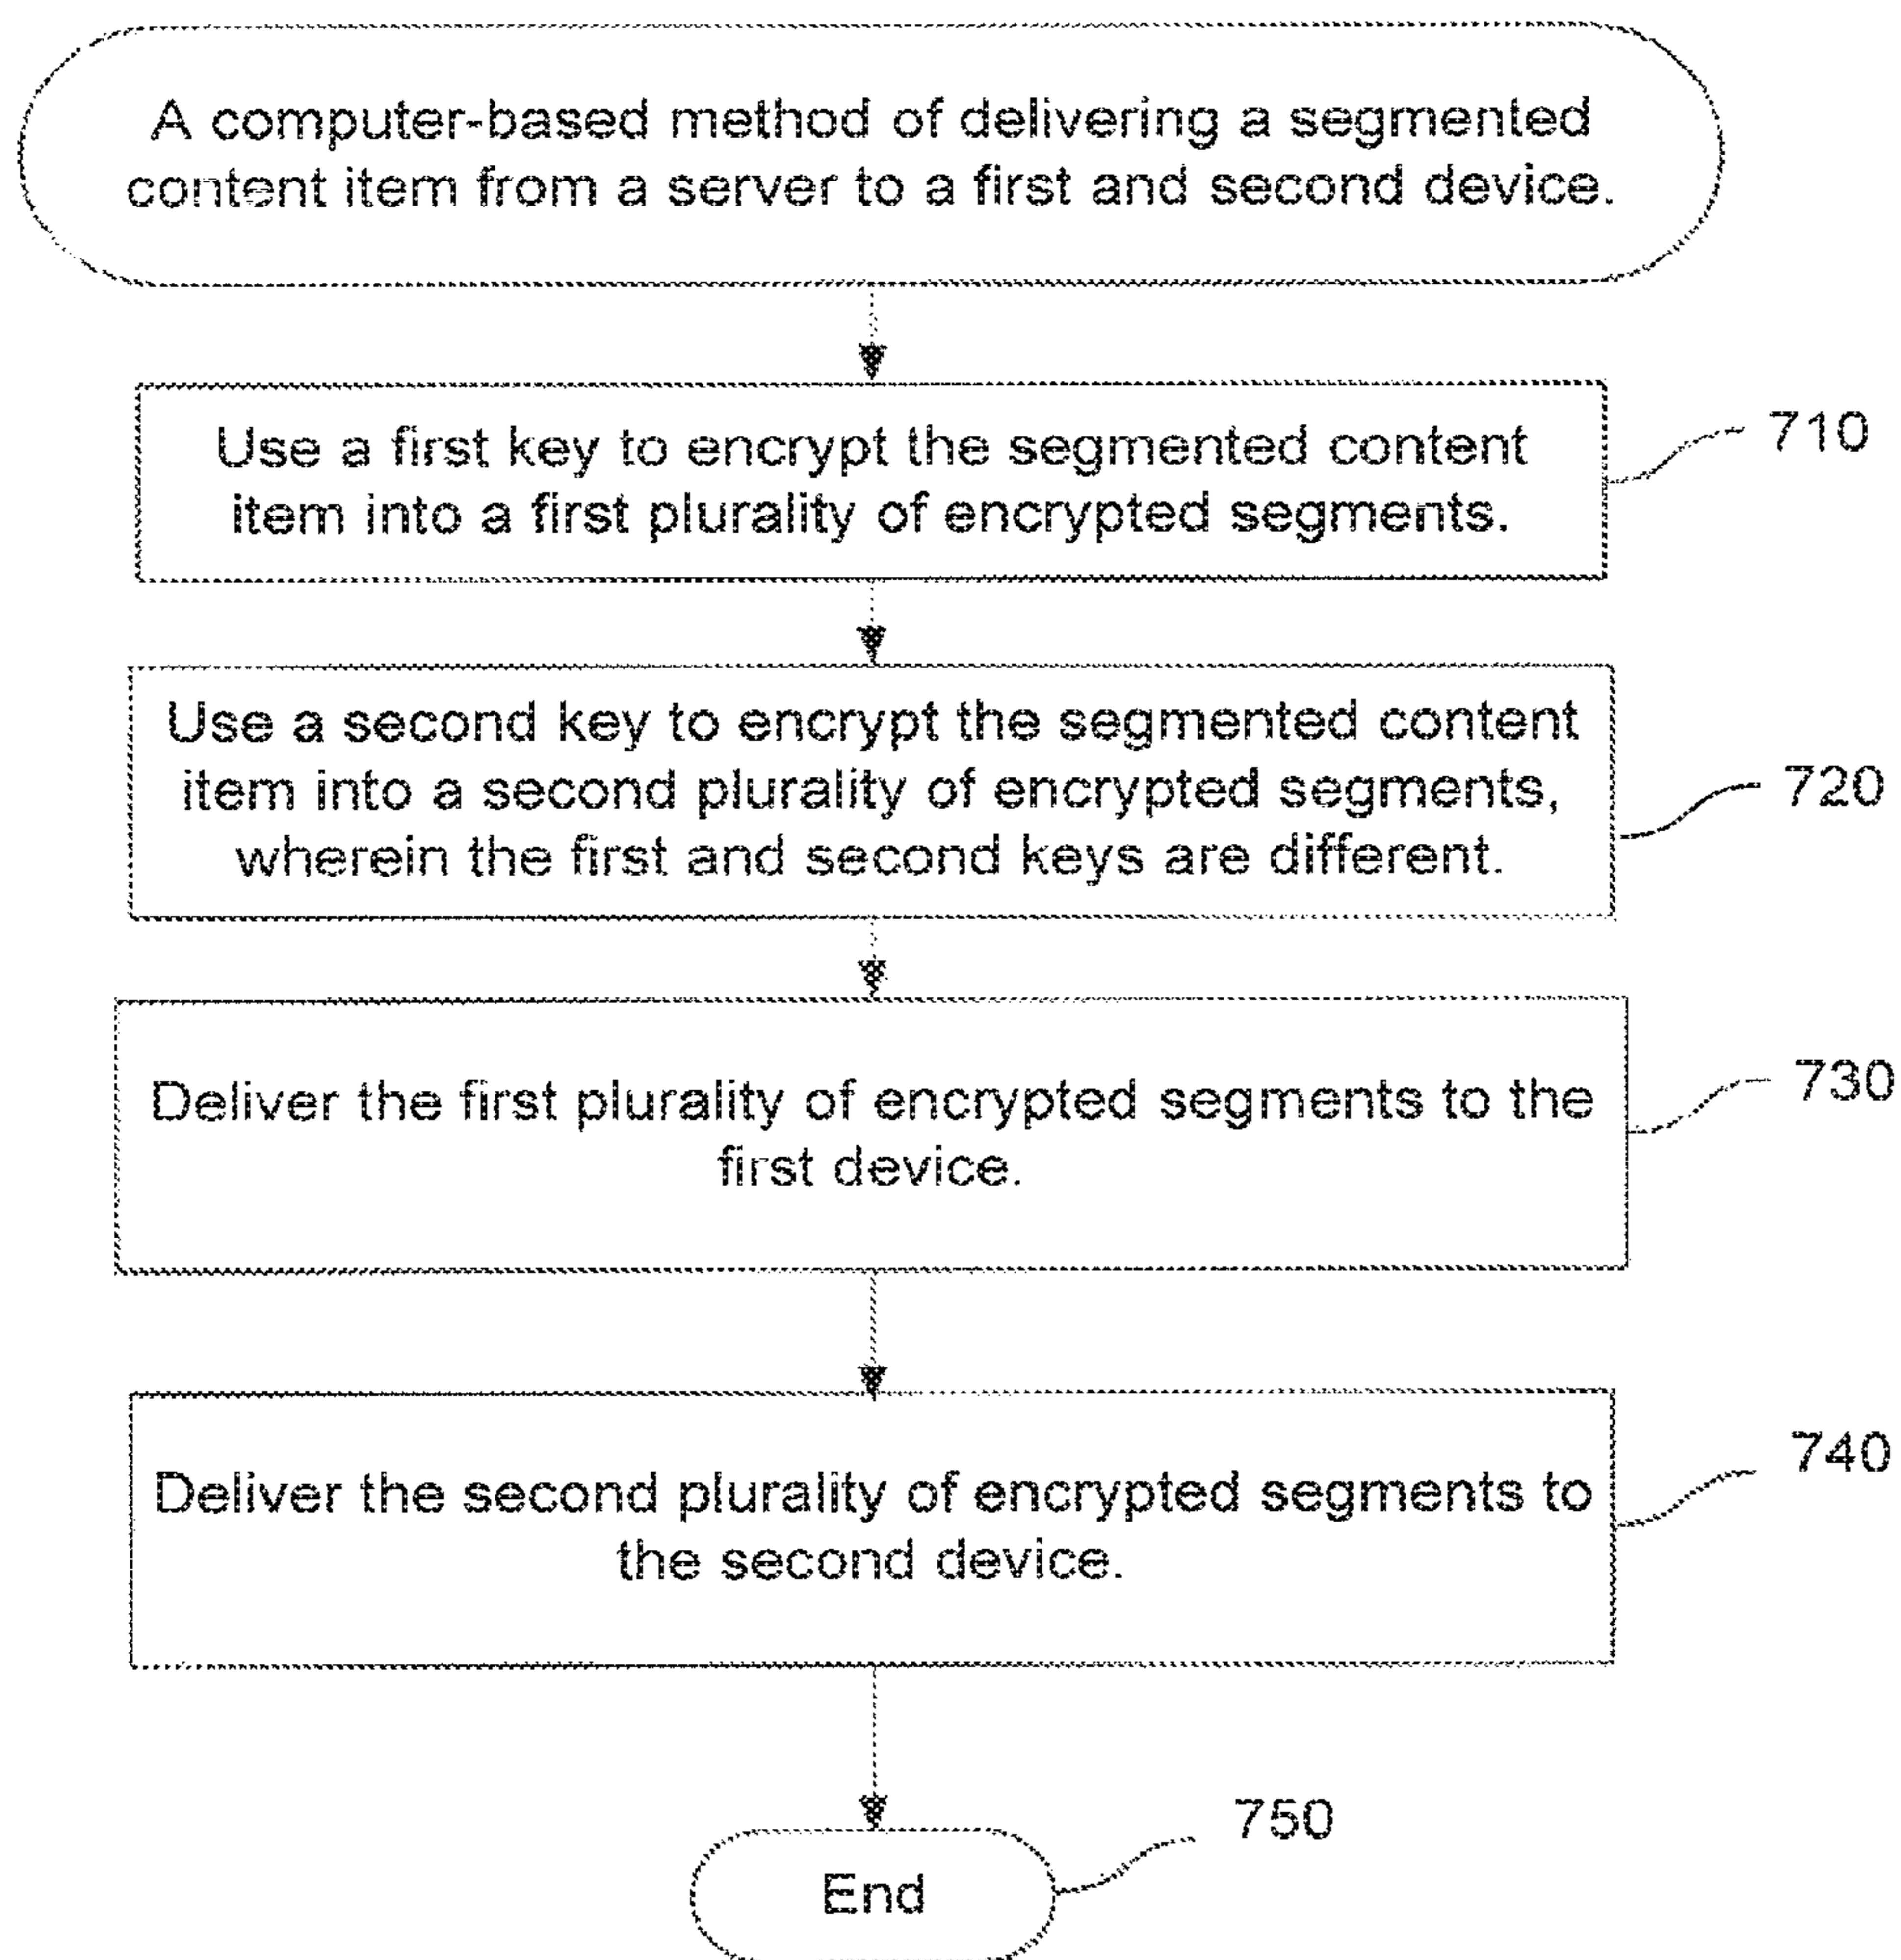 A computer-based method of delivering a segmented
content item from a server to a first and second device.
Use a first key to encrypt the segmented content
item into a first plurality of encrypted segments.
710
Use a second key to encrypt the segmented content
item into a second plurality of encrypted segments,
wherein the first and second keys are different.
720
Deliver the first plurality of encrypted segments to the
first device.
730
Deliver the second plurality of encrypted segments to
the second device.
740
End
750